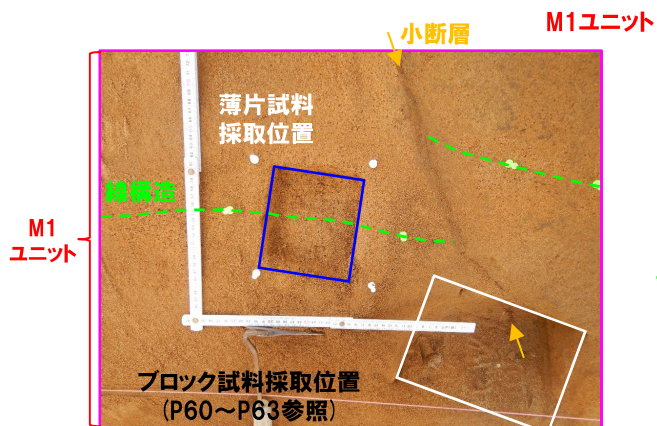 M1ユニット
小断層
薄片試料
採取位置
線構造
M1
ユニット
ブロック試料採取位置
(P60～P63参照)